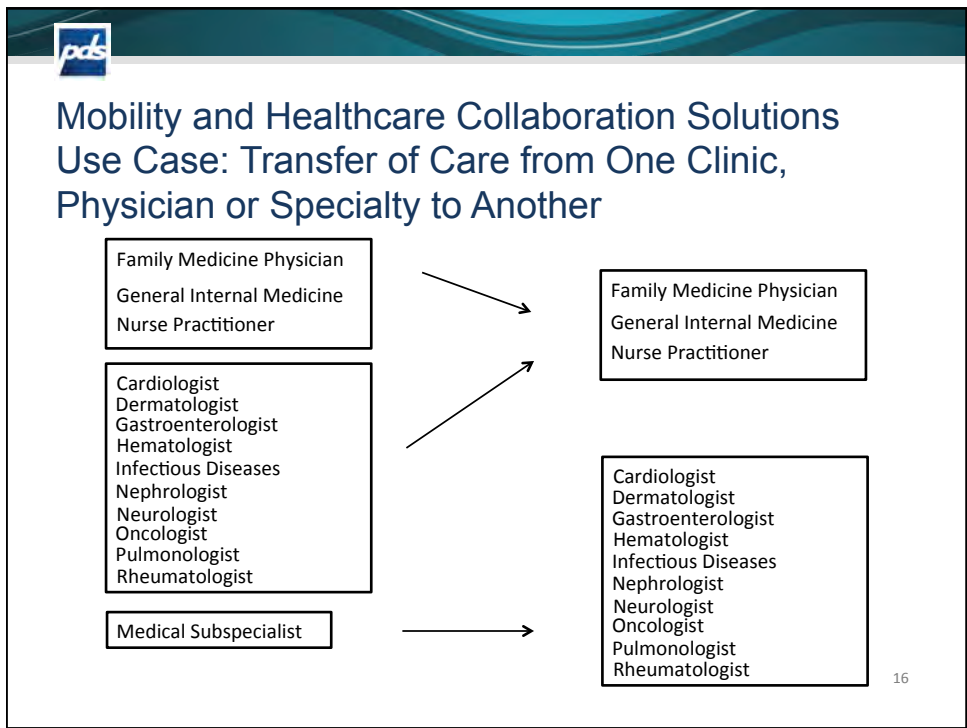 pds
Mobility and Healthcare Collaboration Solutions
Use Case: Transfer of Care from One Clinic,
Physician or Specialty to Another
Family Medicine Physician
General Internal Medicine
Nurse Practitioner
Cardiologist
Dermatologist
Gastroenterologist
Hematologist
Infectious Diseases
Nephrologist
Neurologist
Oncologist
Pulmonologist
Rheumatologist
Medical Subspecialist
Family Medicine Physician
General Internal Medicine
Nurse Practitioner
Cardiologist
Dermatologist
Gastroenterologist
Hematologist
Infectious Diseases
Nephrologist
Neurologist
Oncologist
Pulmonologist
Rheumatologist
16